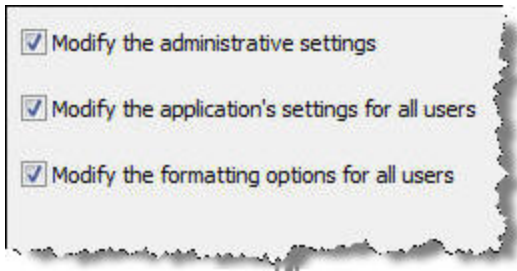 Modify the administrative settings
Modify the application's settings for all users
Modify the formatting options for all users